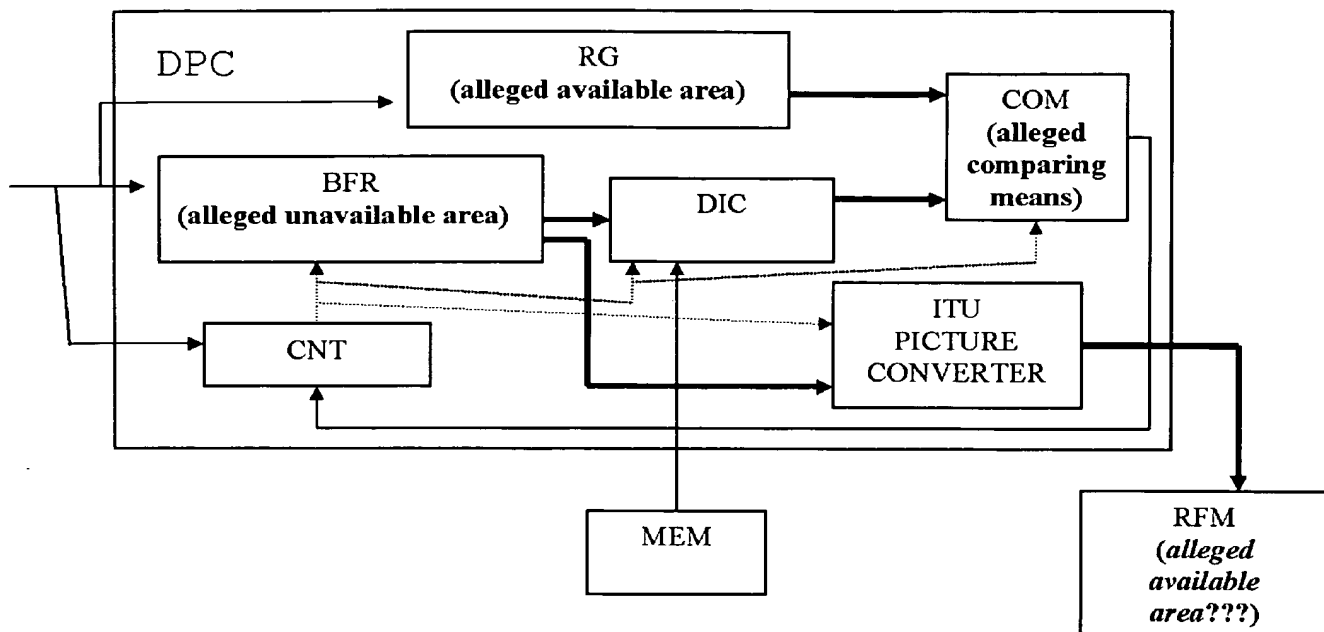 DPC
RG
(alleged available area)
COM
(alleged
comparing
means)
BFR
(alleged unavailable area)
DIC
CNT
ITU
PICTURE
CONVERTER
MEM
RFM
(alleged
available
area???)